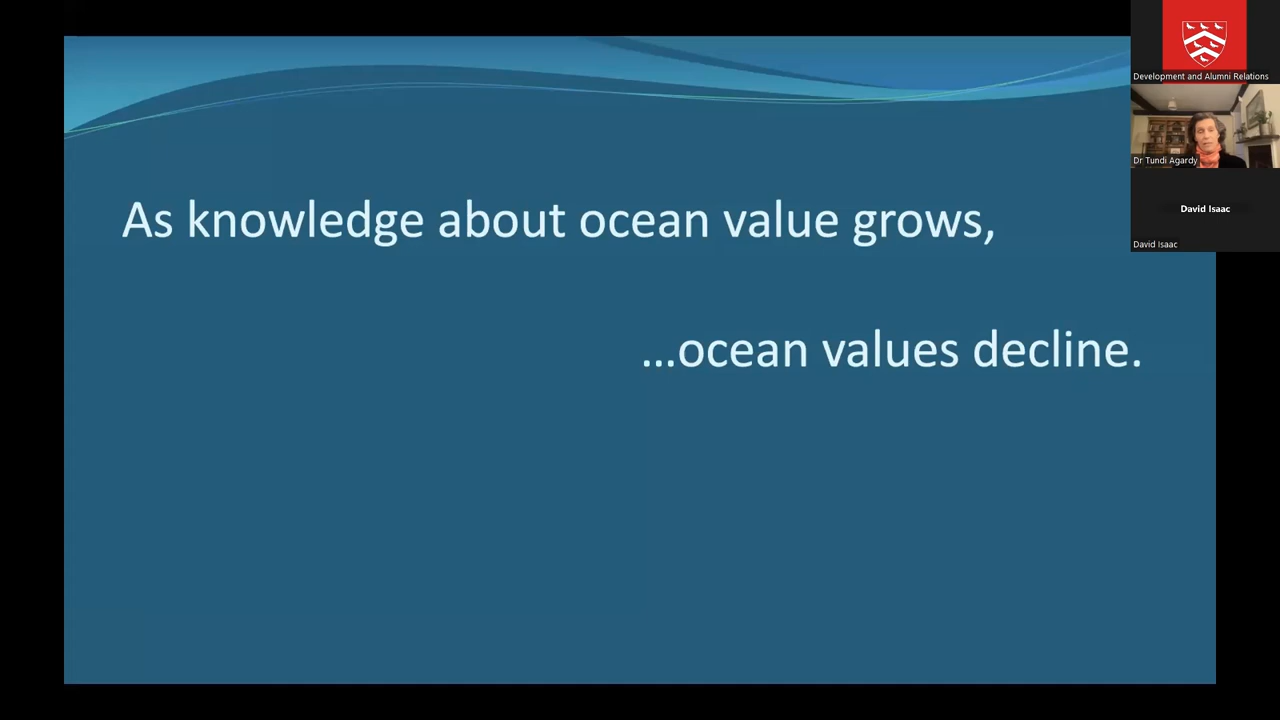 Development and Alumni Relations
Dr Tundi Agardy
David Isaac
David Isaac
As knowledge about ocean value grows,
...ocean values decline.